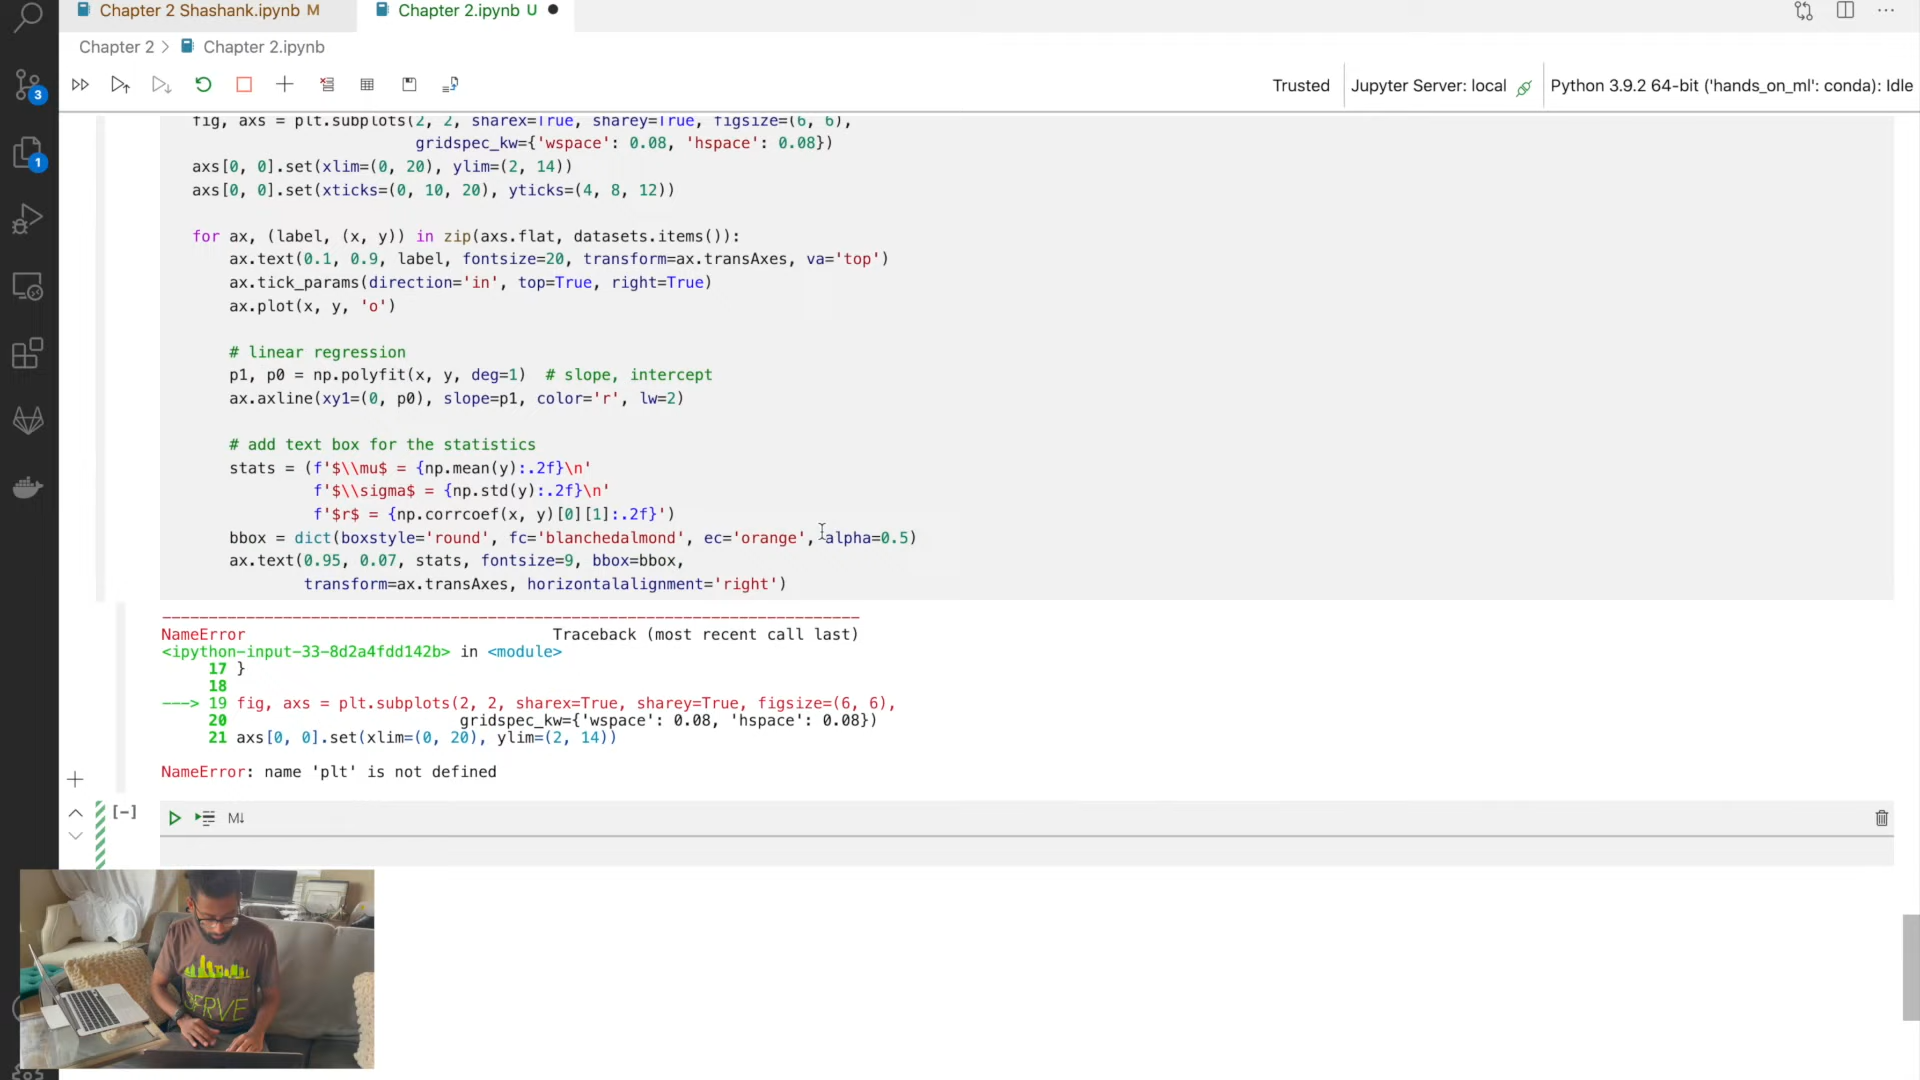 Chapter 2 Shashank.ipynb M
Chapter 2.ipynb U
Chapter 2 > Chapter 2.ipynb
Trusted
Jupyter Server: local
Python 3.9.2 64-bit ('hands_on_ml': conda): Idle
3
1
fig, axs = plt.subplots(2, 2, sharex=True, sharey=True, figsize=(6, 6),
gridspec_kw={'wspace': 0.08, 'hspace': 0.08})
axs[0, 0].set(xlim=(0, 20), ylim=(2, 14))
axs[0, 0].set(xticks=(0, 10, 20), yticks=(4, 8, 12))
for ax, (label, (x, y)) in zip(axs.flat, datasets.items()):
ax.text(0.1, 0.9, label, fontsize=20, transform=ax.transAxes, va='top')
ax.tick_params(direction='in', top=True, right=True)
ax.plot(x, y, 'o')
# linear regression
p1, p0 = np.polyfit(x, y, deg=1)  # slope, intercept
ax.axline(xy1=(0, p0), slope=p1, color='r', lw=2)
# add text box for the statistics
stats = (f'$\\mu$ = {np.mean(y):.2f}\n'
f'$\\sigma$ = {np.std(y):.2f}\n'
f'$r$ = {np.corrcoef(x, y)[0][1]:.2f}')
bbox = dict(boxstyle='round', fc='blanchedalmond', ec='orange', alpha=0.5)
ax.text(0.95, 0.07, stats, fontsize=9, bbox=bbox,
transform=ax.transAxes, horizontalalignment='right')
---------------------------------------------------------------------------
NameError Traceback (most recent call last)
<ipython-input-33-8d2a4fdd142b> in <module>
17 }
18
---> 19 fig, axs = plt.subplots(2, 2, sharex=True, sharey=True, figsize=(6, 6),
20 gridspec_kw={'wspace': 0.08, 'hspace': 0.08})
21 axs[0, 0].set(xlim=(0, 20), ylim=(2, 14))
NameError: name 'plt' is not defined
[-]
M↓
SERVE